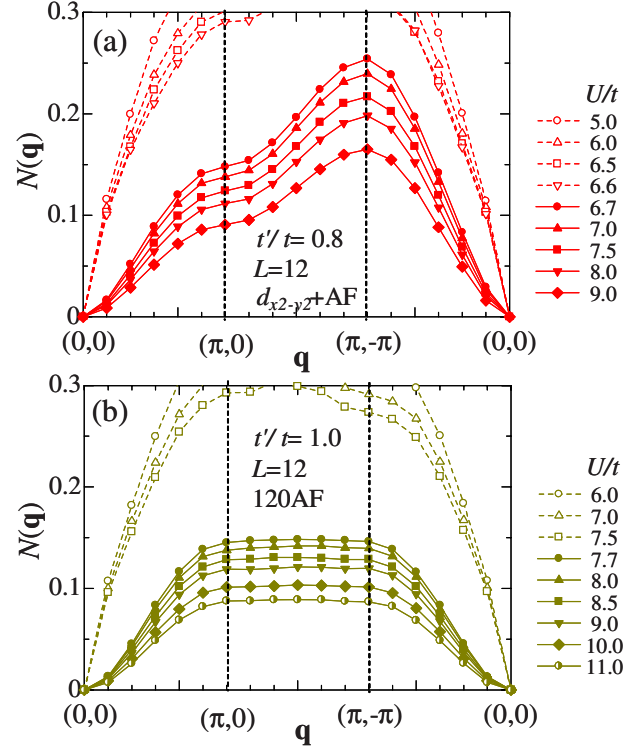 (a)
0.3
0.2
0.1
0
N(q)
t'/t= 0.8
L=12
d_{x2-y2}+AF
(0,0) (π,0) q (π,-π) (0,0)
U/t
5.0
6.0
6.5
6.6
6.7
7.0
7.5
8.0
9.0
(b)
0.3
0.2
0.1
0
N(q)
t'/t= 1.0
L=12
120AF
(0,0) (π,0) q (π,-π) (0,0)
U/t
6.0
7.0
7.5
7.7
8.0
8.5
9.0
10.0
11.0